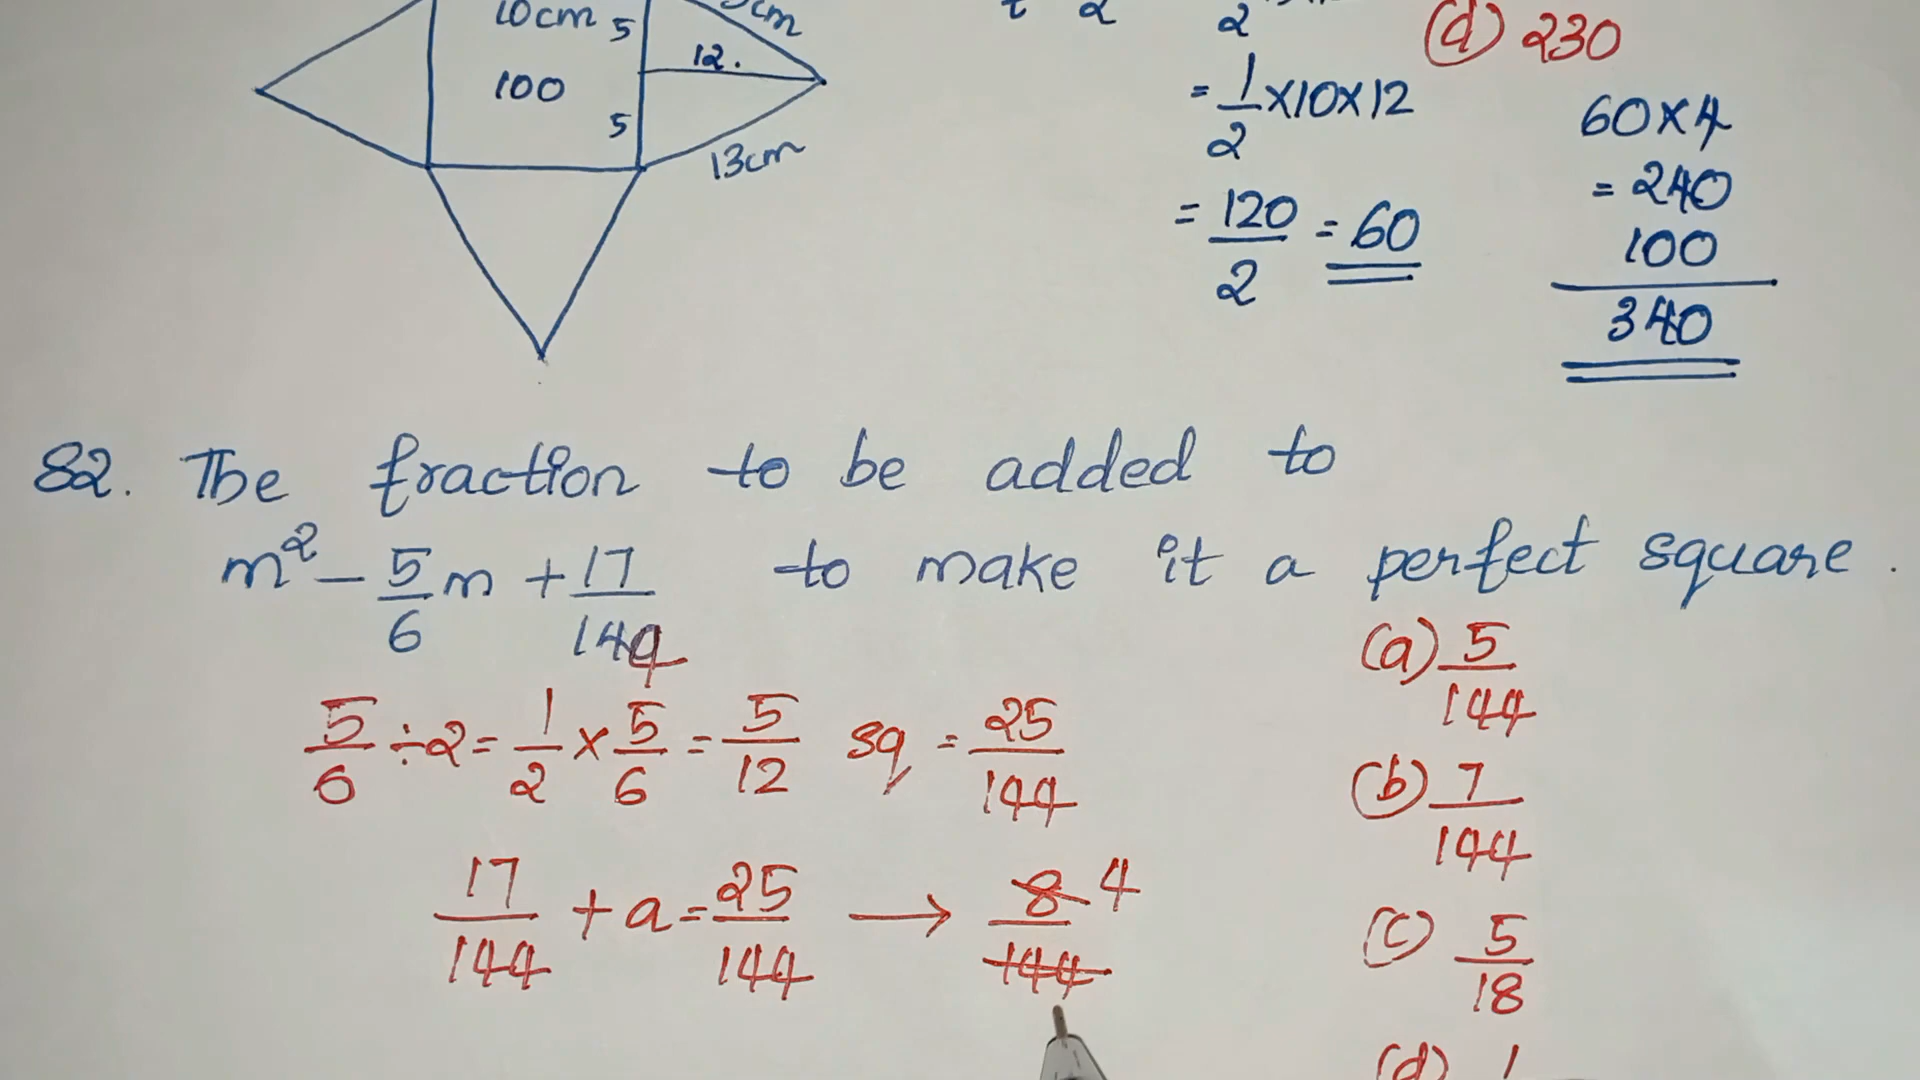 10cm 5
12.
100
5
13cm
(d) 230
= 1/2 × 10 × 12
= 120/2 = 60
60 × 4
= 240
100
340
82. The fraction to be added to
m² - 5/6 m + 17/144 to make it a perfect square.
5/6 ÷ 2 = 1/2 × 5/6 = 5/12 sq = 25/144
17/144 + a = 25/144 → 8/144 4
(a) 5/144
(b) 7/144
(c) 5/18
(d) 1